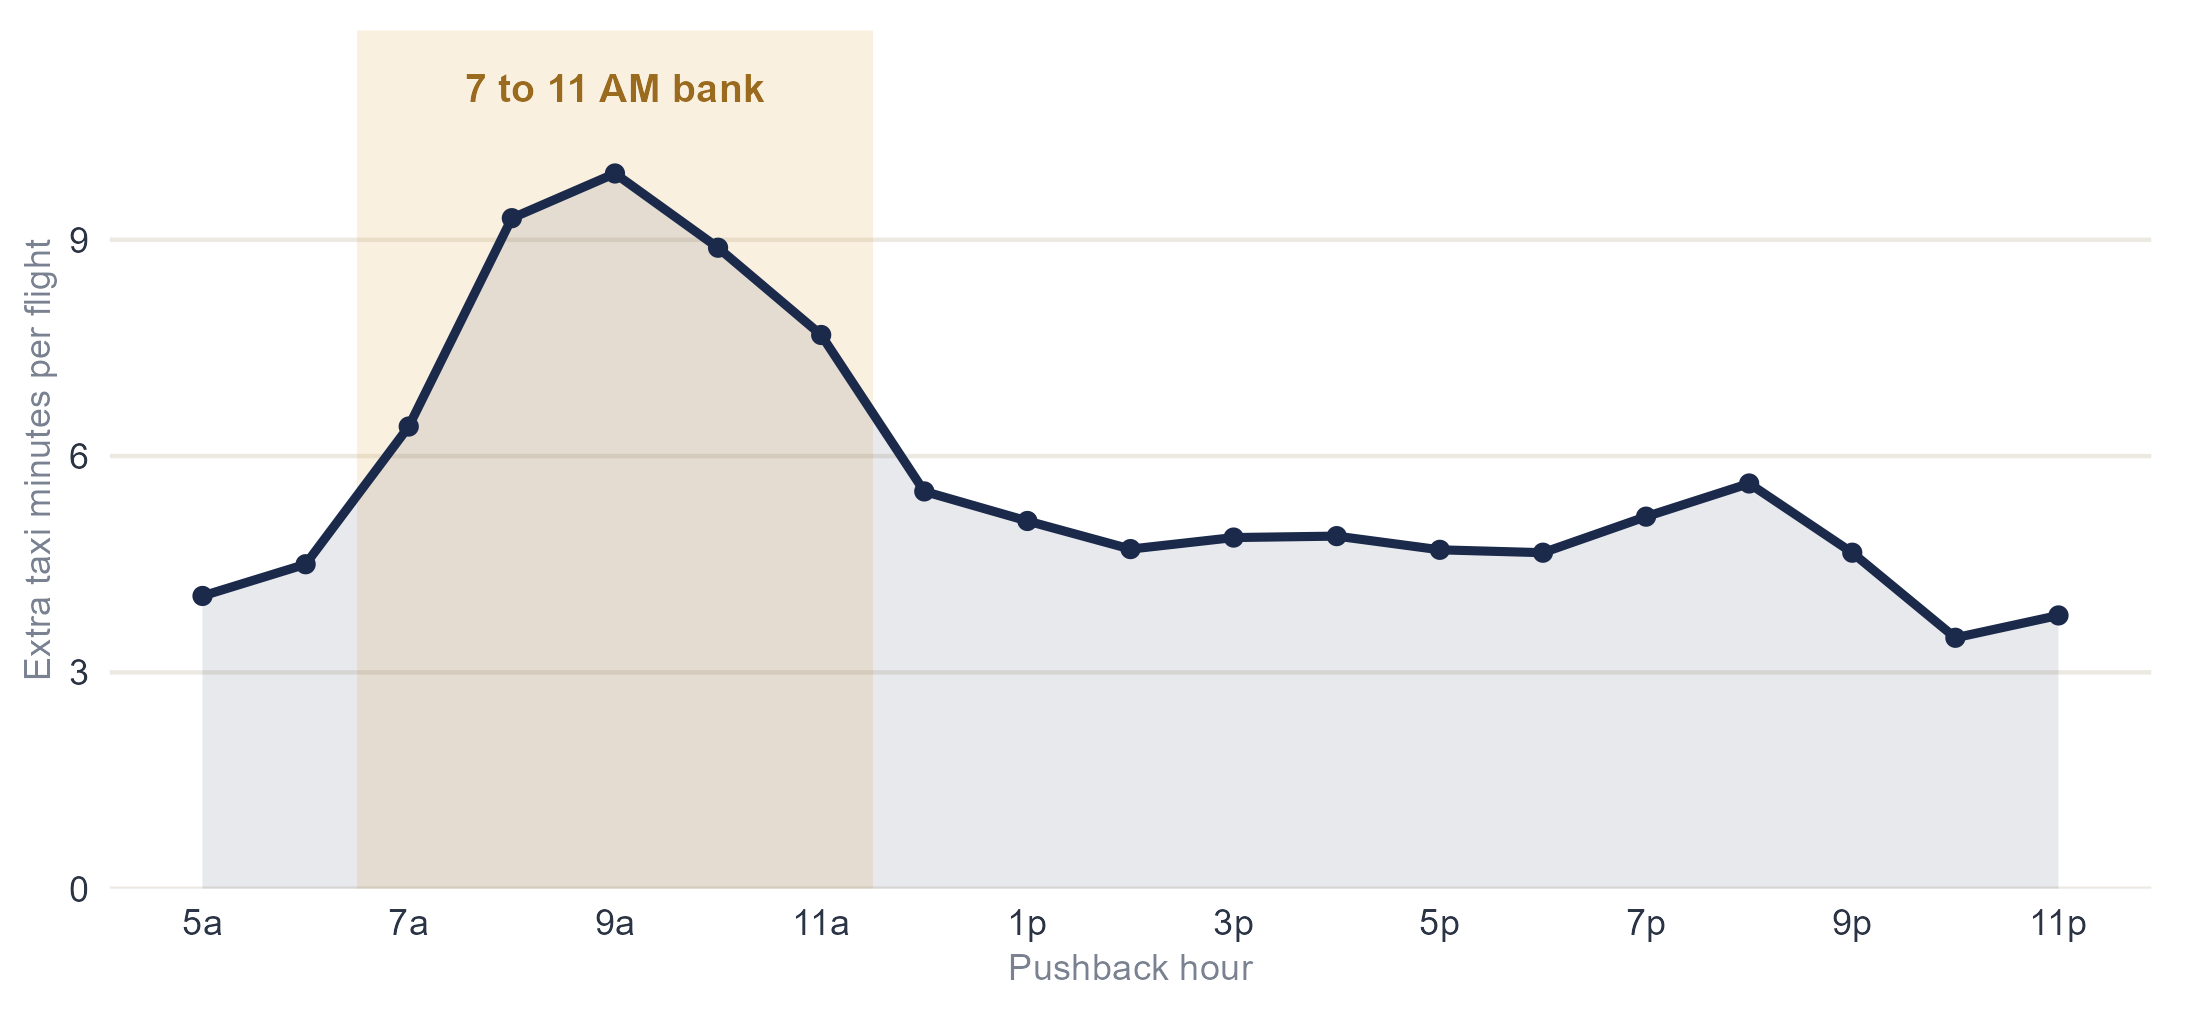 7 to 11 AM bank
Extra taxi minutes per flight
9
6
3
0
5a 7a 9a 11a 1p 3p 5p 7p 9p 11p
Pushback hour